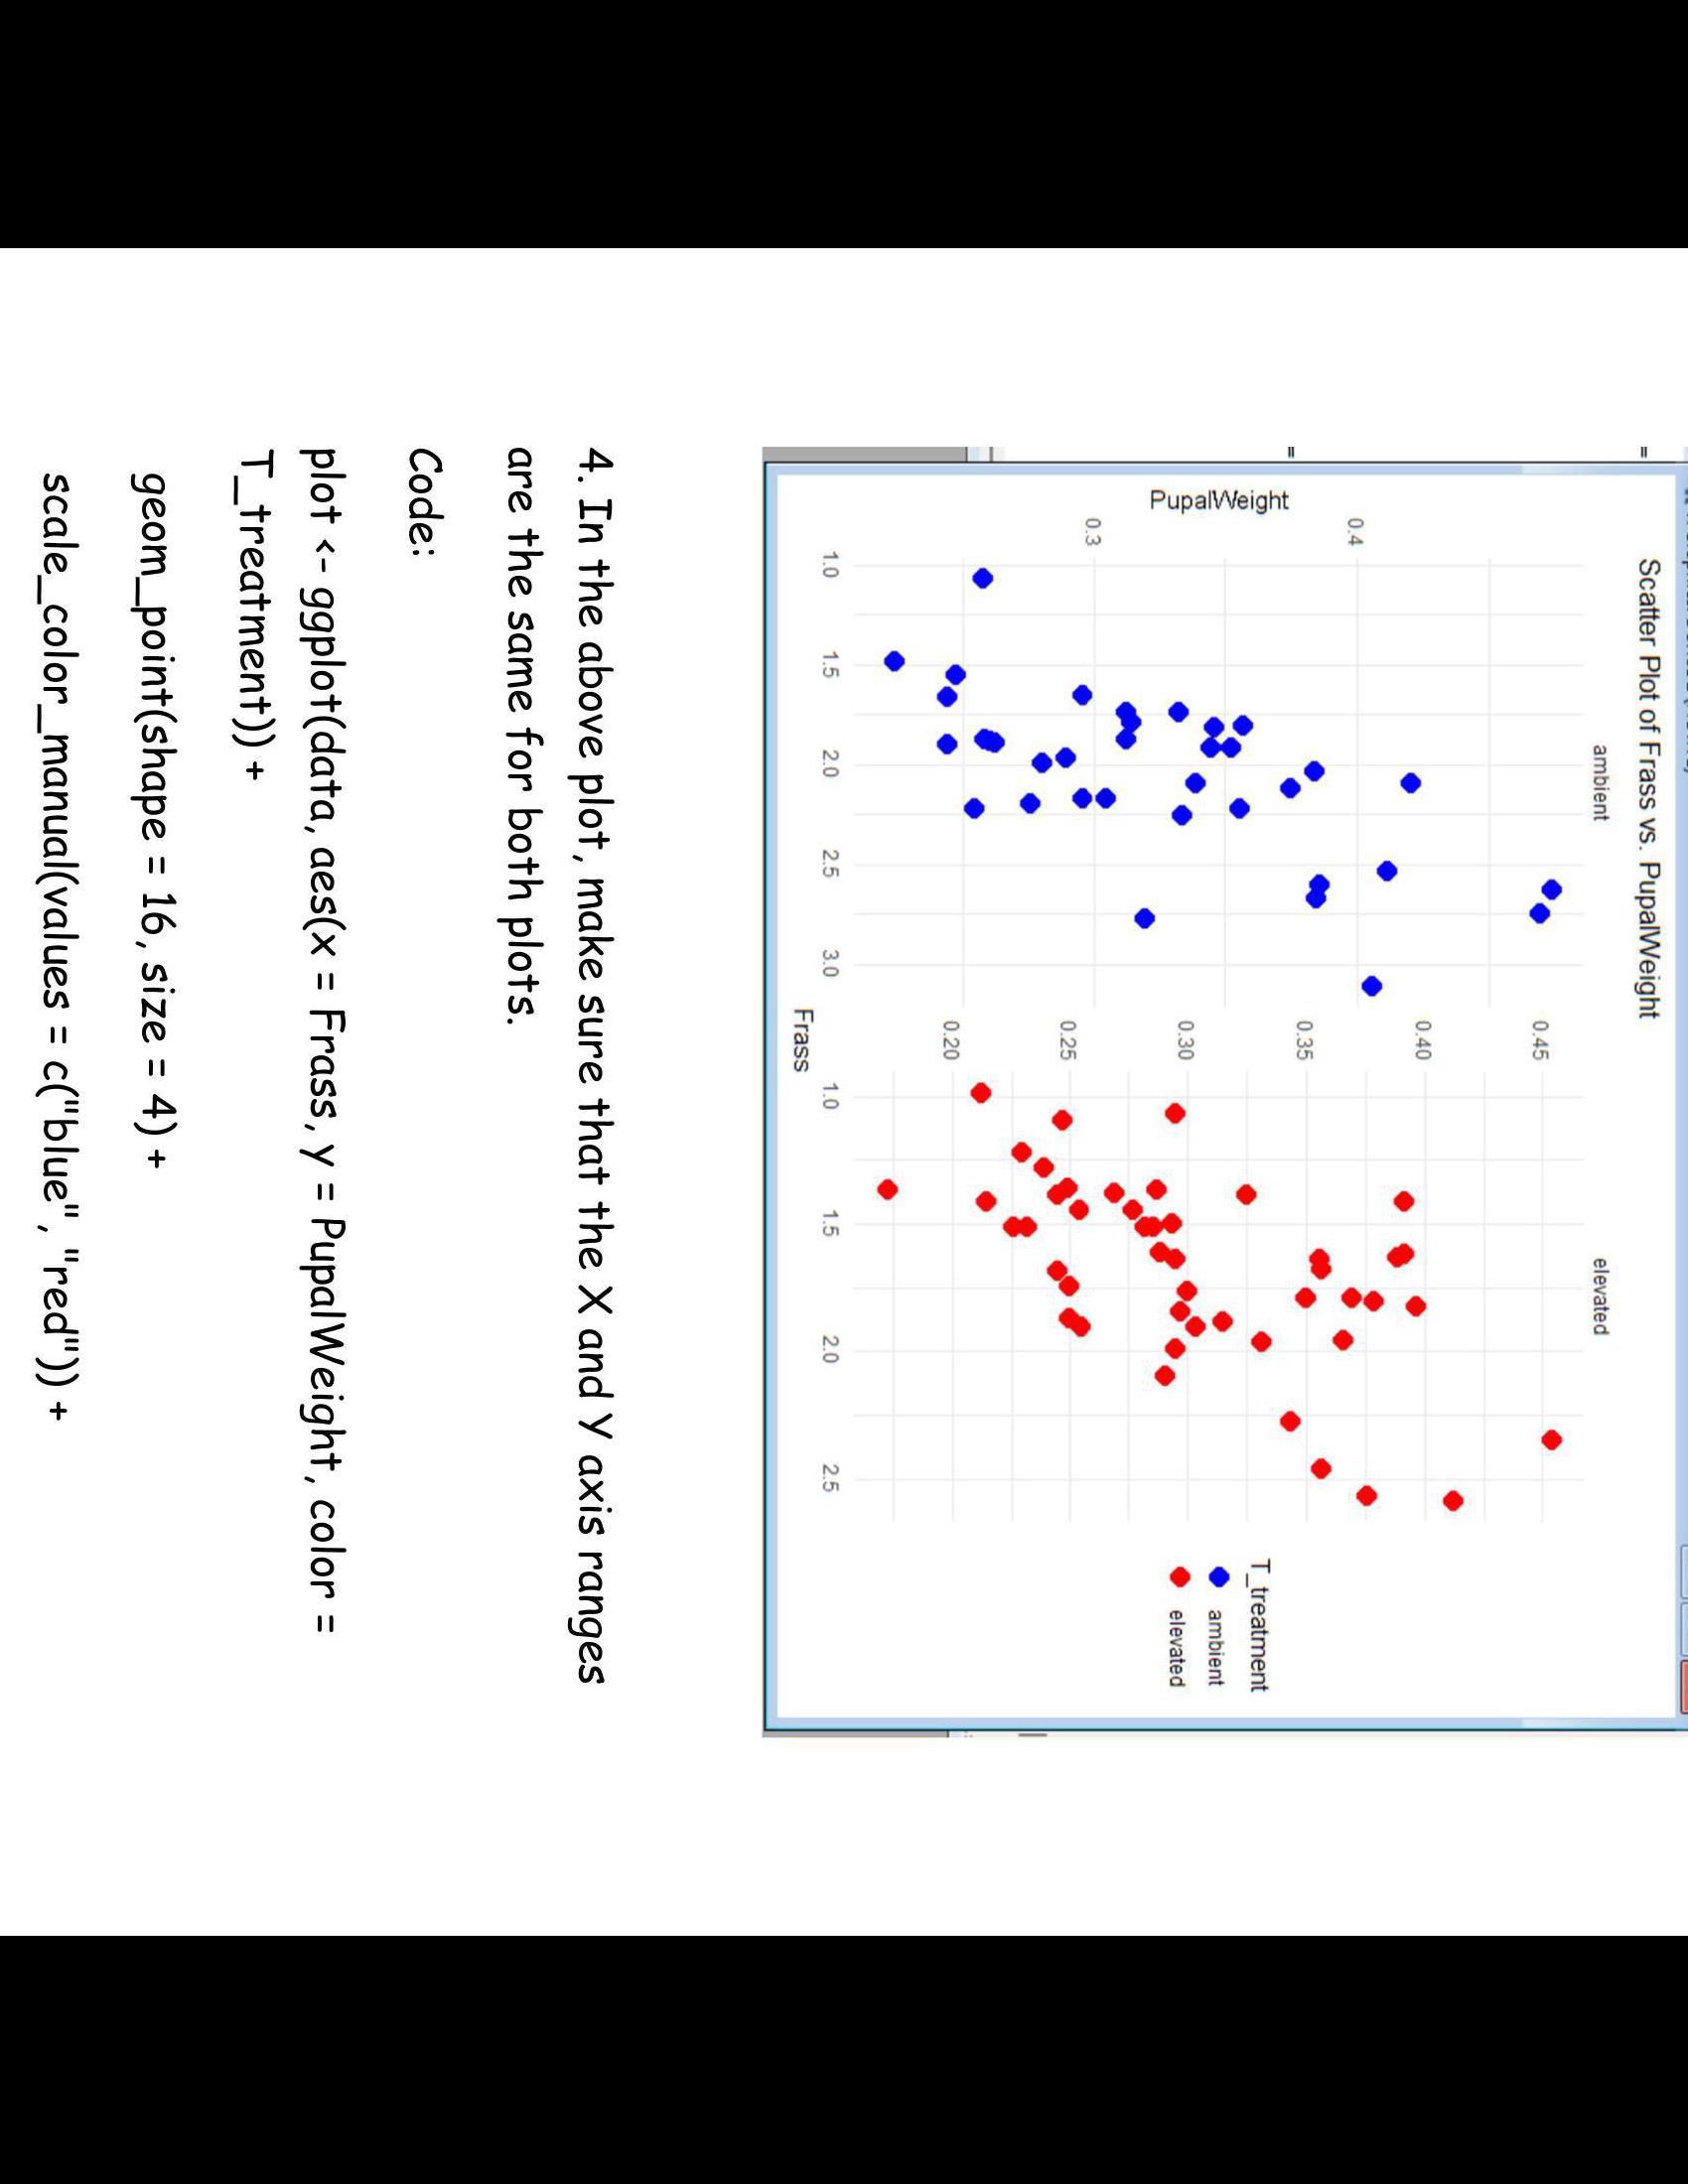 Scatter Plot of Frass vs. PupalWeight
ambient
elevated
PupalWeight
0.4
0.3
1.0
1.5
2.0
2.5
3.0
0.45
0.40
0.35
0.30
0.25
0.20
1.0
1.5
2.0
2.5
Frass
T_treatment
ambient
elevated
4. In the above plot, make sure that the X and Y axis ranges
are the same for both plots.
Code:
plot <- ggplot(data, aes(x = Frass, y = PupalWeight, color =
T_treatment)) +
geom_point(shape = 16, size = 4) +
scale_color_manual(values = c("blue", "red")) +